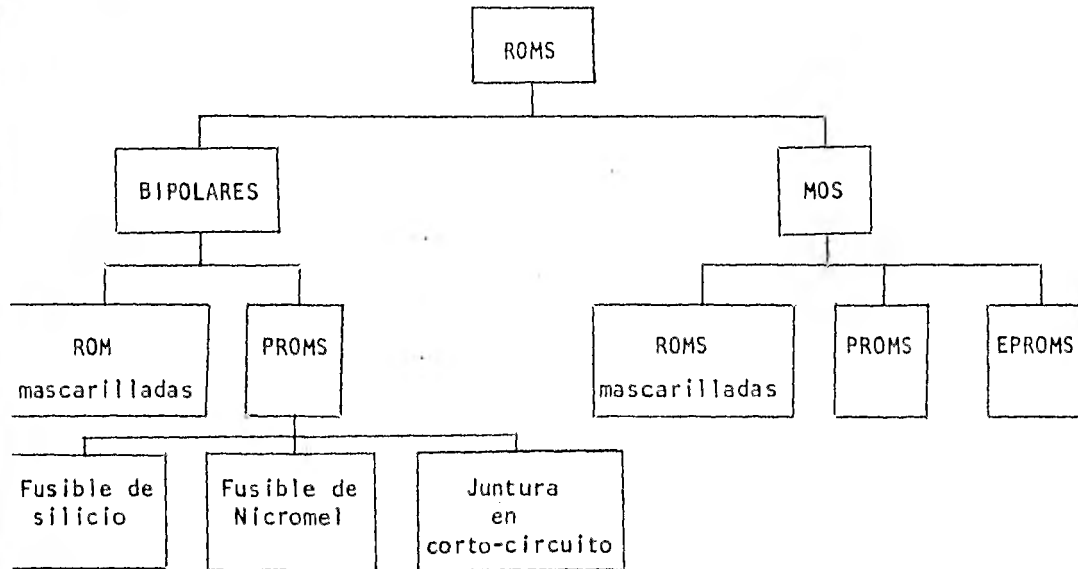 ROMS
BIPOLARES
MOS
ROM
mascarilladas
PROMS
ROMS
mascarilladas
PROMS
EPROMS
Fusible de
silicio
Fusible de
Nicromel
Juntura
en
corto-circuito